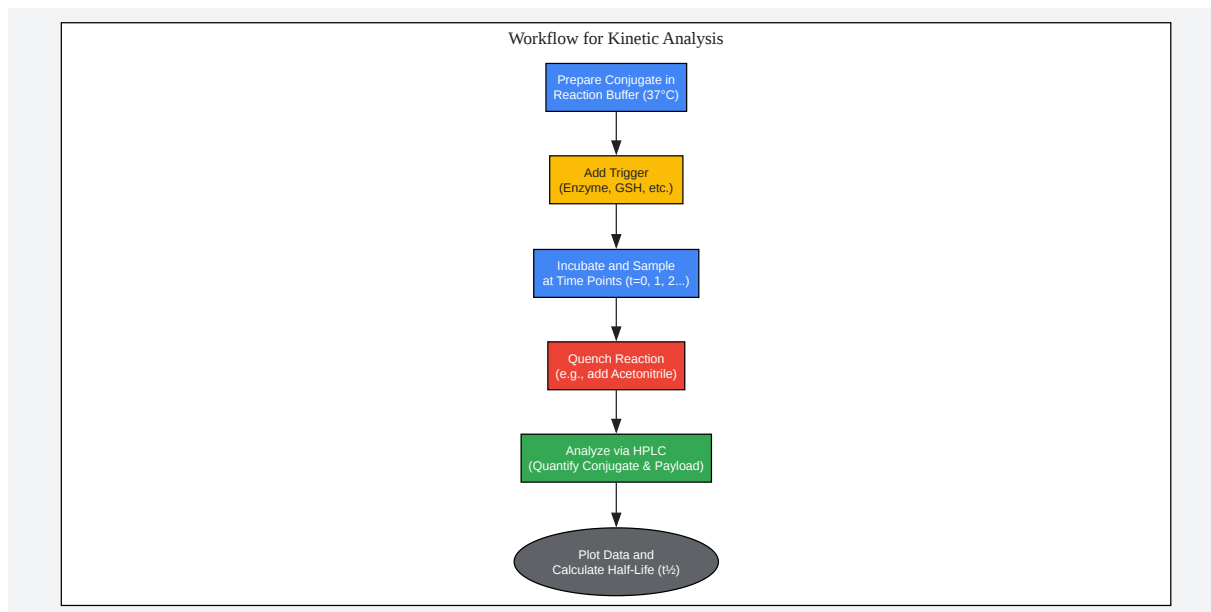 Workflow for Kinetic Analysis
Prepare Conjugate in
Reaction Buffer (37°C)
Add Trigger
(Enzyme, GSH, etc.)
Incubate and Sample
at Time Points (t=0, 1, 2...)
Quench Reaction
(e.g., add Acetonitrile)
Analyze via HPLC
(Quantify Conjugate & Payload)
Plot Data and
Calculate Half-Life (t½)